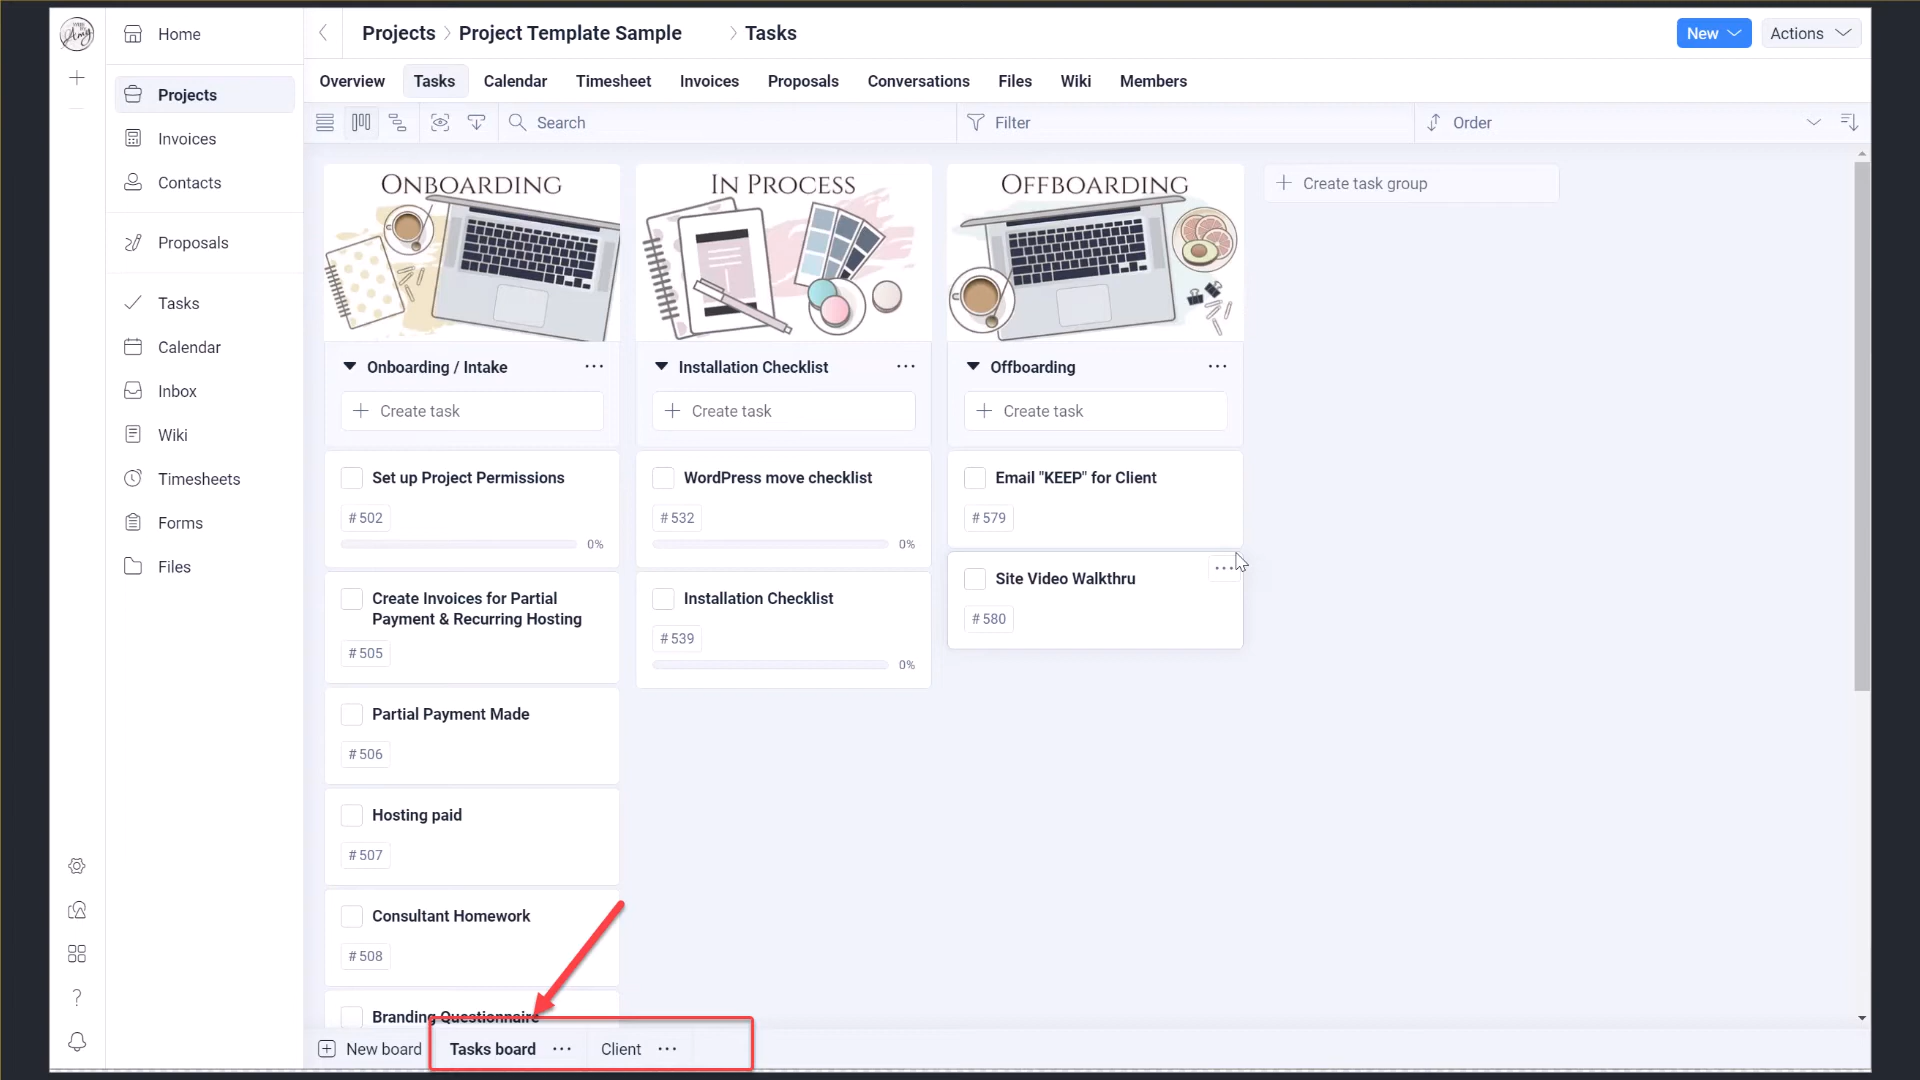 Home
Projects
Invoices
Contacts
Proposals
Tasks
Calendar
Inbox
Wiki
Timesheets
Forms
Files
Projects
Project Template Sample
Tasks
New
Actions
Overview
Tasks
Calendar
Timesheet
Invoices
Proposals
Conversations
Files
Wiki
Members
Search
Filter
Order
ONBOARDING
Onboarding / Intake
Create task
Set up Project Permissions
# 502
0%
Create Invoices for Partial
Payment & Recurring Hosting
# 505
Partial Payment Made
# 506
Hosting paid
# 507
Consultant Homework
# 508
Branding Questionnaire
IN PROCESS
Installation Checklist
Create task
WordPress move checklist
# 532
0%
Installation Checklist
# 539
0%
OFFBOARDING
Offboarding
Create task
Email "KEEP" for Client
# 579
Site Video Walkthru
# 580
Create task group
New board
Tasks board
Client